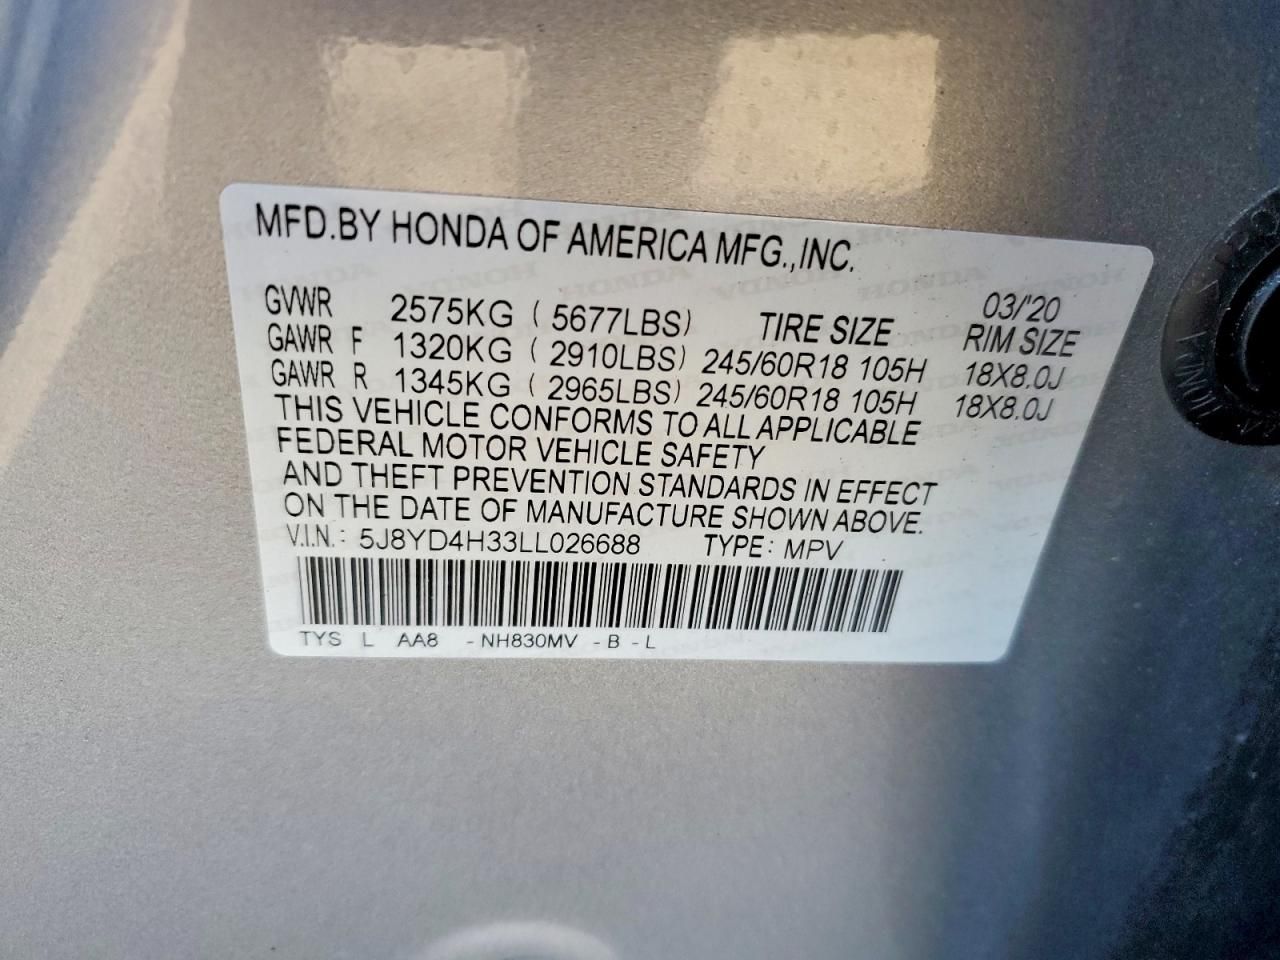 MFD.BY HONDA OF AMERICA MFG.,INC.
03/'20
GVWR 2575KG ( 5677LBS) TIRE SIZE RIM SIZE
GAWR F 1320KG ( 2910LBS) 245/60R18 105H 18X8.0J
GAWR R 1345KG ( 2965LBS) 245/60R18 105H 18X8.0J
THIS VEHICLE CONFORMS TO ALL APPLICABLE
FEDERAL MOTOR VEHICLE SAFETY
AND THEFT PREVENTION STANDARDS IN EFFECT
ON THE DATE OF MANUFACTURE SHOWN ABOVE.
V.I.N.: 5J8YD4H33LL026688 TYPE: MPV
TYS L AA8 -NH830MV -B -L